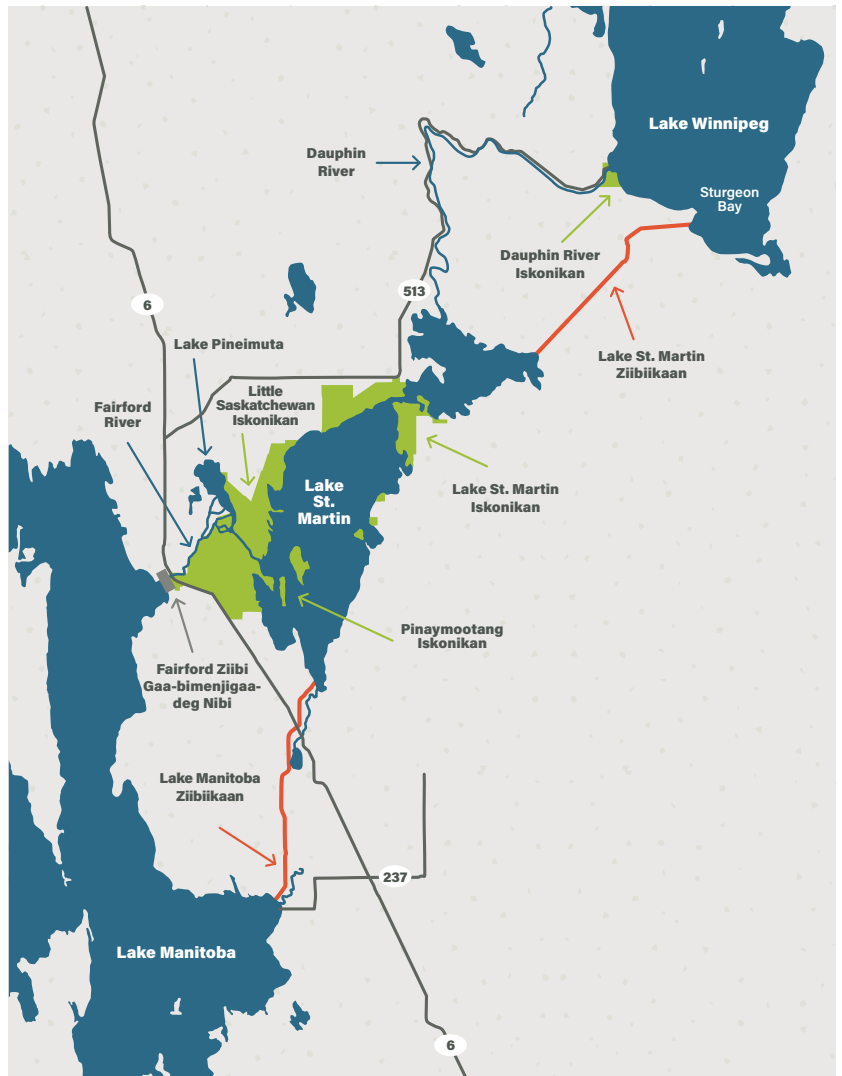 Lake Winnipeg
Dauphin
River
Sturgeon
Bay
Dauphin River
Iskonikan
513
6
Lake Pineimuta
Lake St. Martin
Ziibiikaan
Little
Saskatchewan
Iskonikan
Fairford
River
Lake
St.
Martin
Lake St. Martin
Iskonikan
Pinaymootang
Iskonikan
Fairford Ziibi
Gaa-bimenjigaa-
deg Nibi
Lake Manitoba
Ziibiikaan
237
Lake Manitoba
6